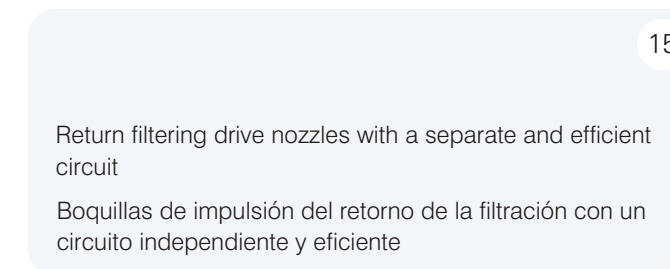 15
Return filtering drive nozzles with a separate and efficient
circuit
Boquillas de impulsión del retorno de la filtración con un
circuito independiente y eficiente